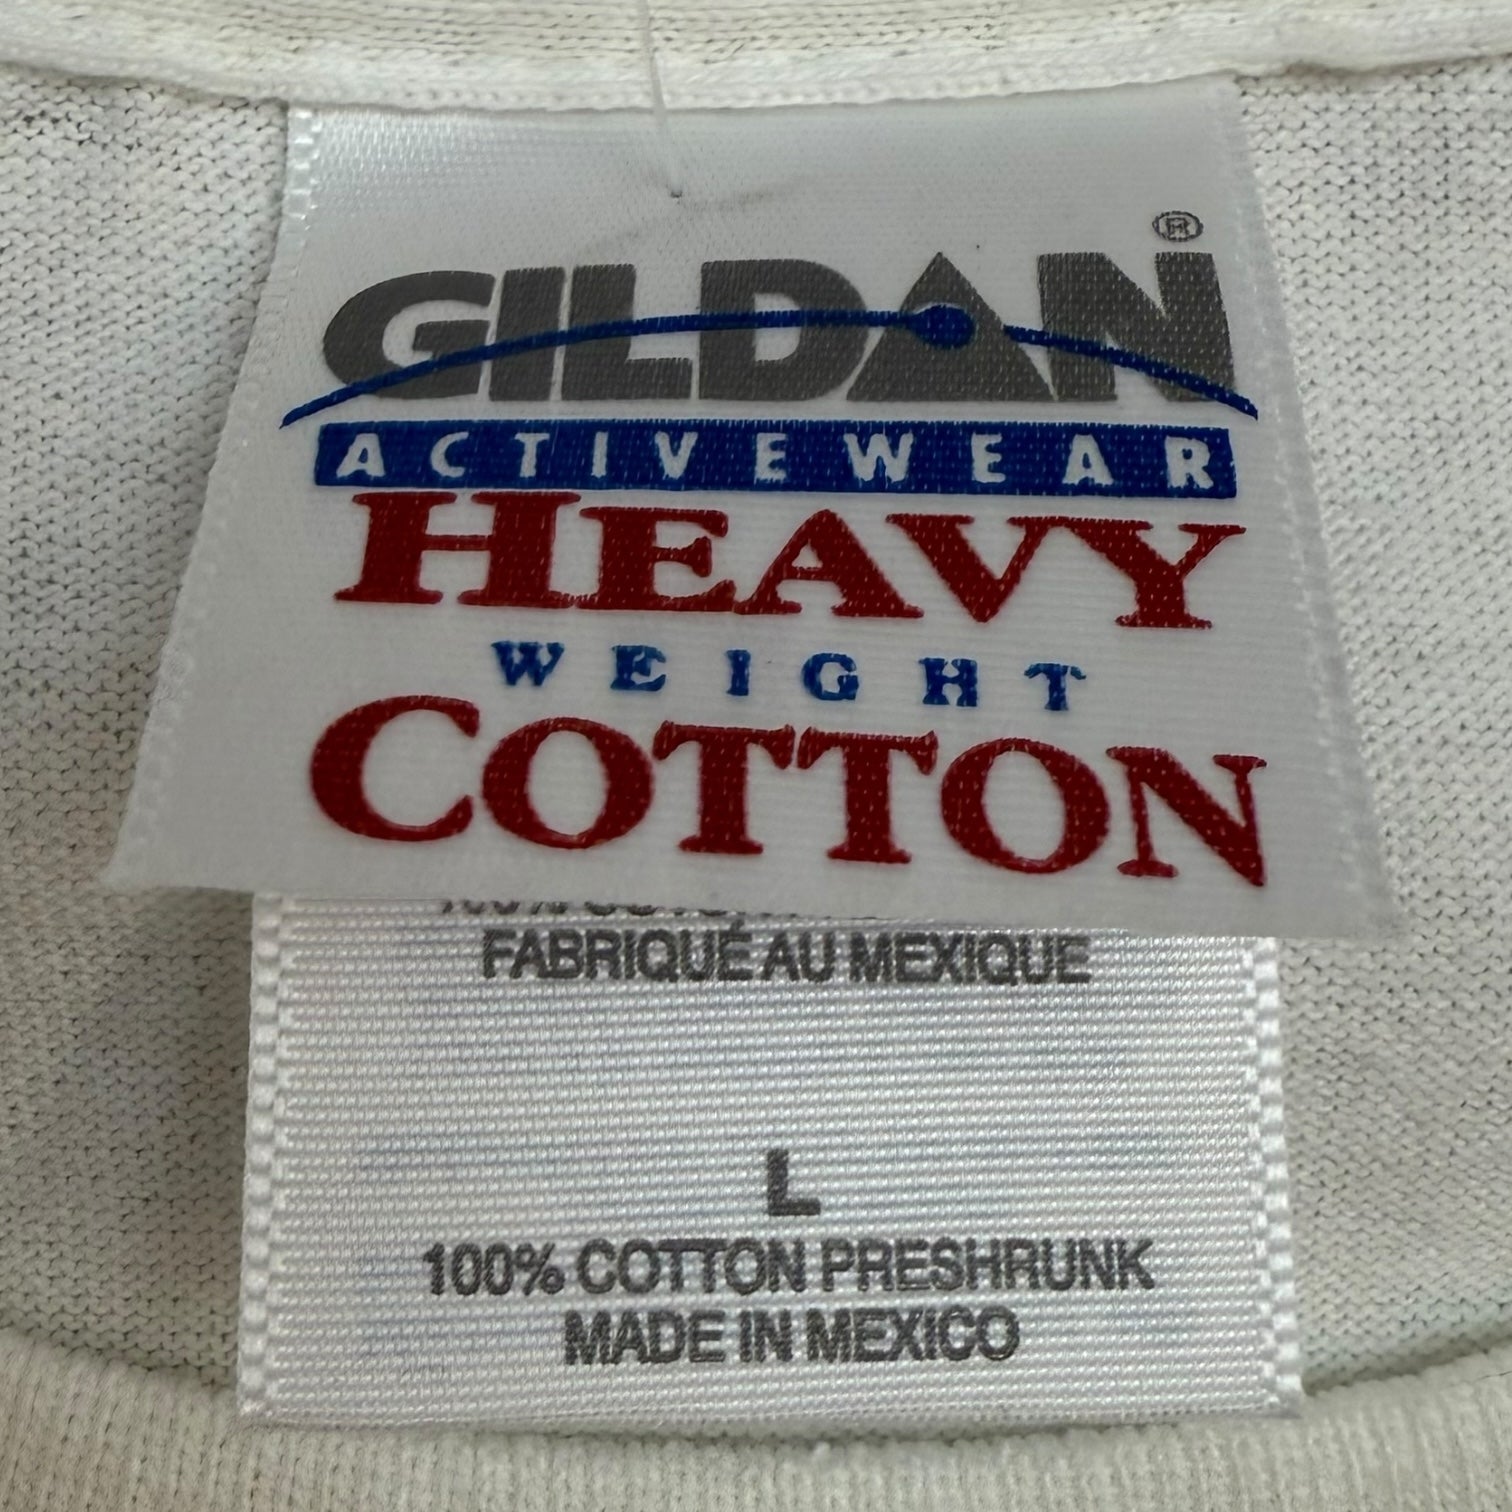 GILDAN®
ACTIVEWEAR
HEAVY
WEIGHT
COTTON
FABRIQUÉ AU MEXIQUE
L
100% COTTON PRESHRUNK
MADE IN MEXICO